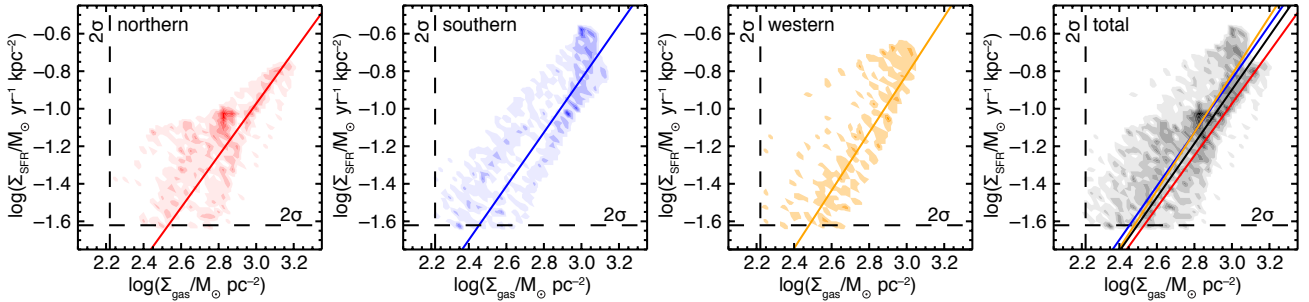 2σ northern
log(Σ_SFR/M_⊙ yr⁻¹ kpc⁻²)
−0.6
−0.8
−1.0
−1.2
−1.4
−1.6
2σ
2.2 2.4 2.6 2.8 3.0 3.2
log(Σ_gas/M_⊙ pc⁻²)
2σ southern
log(Σ_SFR/M_⊙ yr⁻¹ kpc⁻²)
−0.6
−0.8
−1.0
−1.2
−1.4
−1.6
2σ
2.2 2.4 2.6 2.8 3.0 3.2
log(Σ_gas/M_⊙ pc⁻²)
2σ western
log(Σ_SFR/M_⊙ yr⁻¹ kpc⁻²)
−0.6
−0.8
−1.0
−1.2
−1.4
−1.6
2σ
2.2 2.4 2.6 2.8 3.0 3.2
log(Σ_gas/M_⊙ pc⁻²)
2σ total
log(Σ_SFR/M_⊙ yr⁻¹ kpc⁻²)
−0.6
−0.8
−1.0
−1.2
−1.4
−1.6
2σ
2.2 2.4 2.6 2.8 3.0 3.2
log(Σ_gas/M_⊙ pc⁻²)